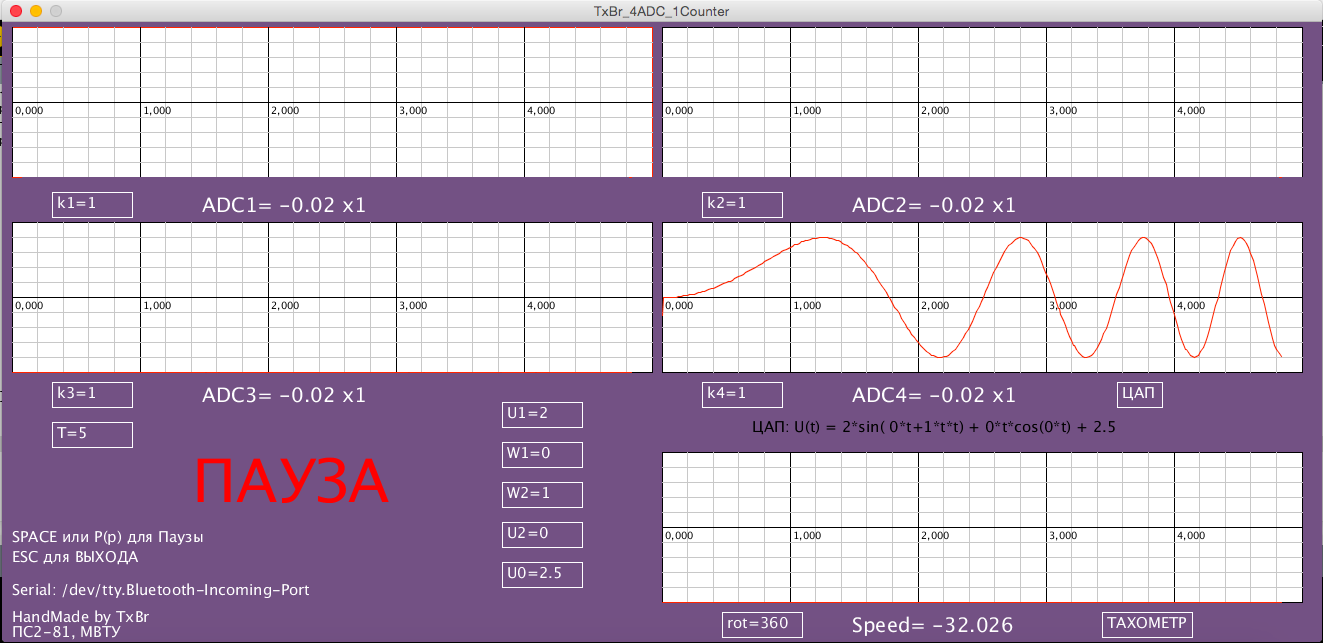 TxBr_4ADC_1Counter
0,000 1,000 2,000 3,000 4,000
0,000 1,000 2,000 3,000 4,000
k1=1 ADC1= -0.02 x1
k2=1 ADC2= -0.02 x1
0,000 1,000 2,000 3,000 4,000
0,000 1,000 2,000 3,000 4,000
k3=1 ADC3= -0.02 x1
k4=1 ADC4= -0.02 x1 ЦАП
T=5
U1=2
W1=0
W2=1
U2=0
U0=2.5
ЦАП: U(t) = 2*sin( 0*t+1*t*t) + 0*t*cos(0*t) + 2.5
ПАУЗА
SPACE или P(p) для Паузы
ESC для ВЫХОДА
Serial: /dev/tty.Bluetooth-Incoming-Port
HandMade by TxBr
ПС2-81, МВТУ
0,000 1,000 2,000 3,000 4,000
rot=360 Speed= -32.026 ТАХОМЕТР